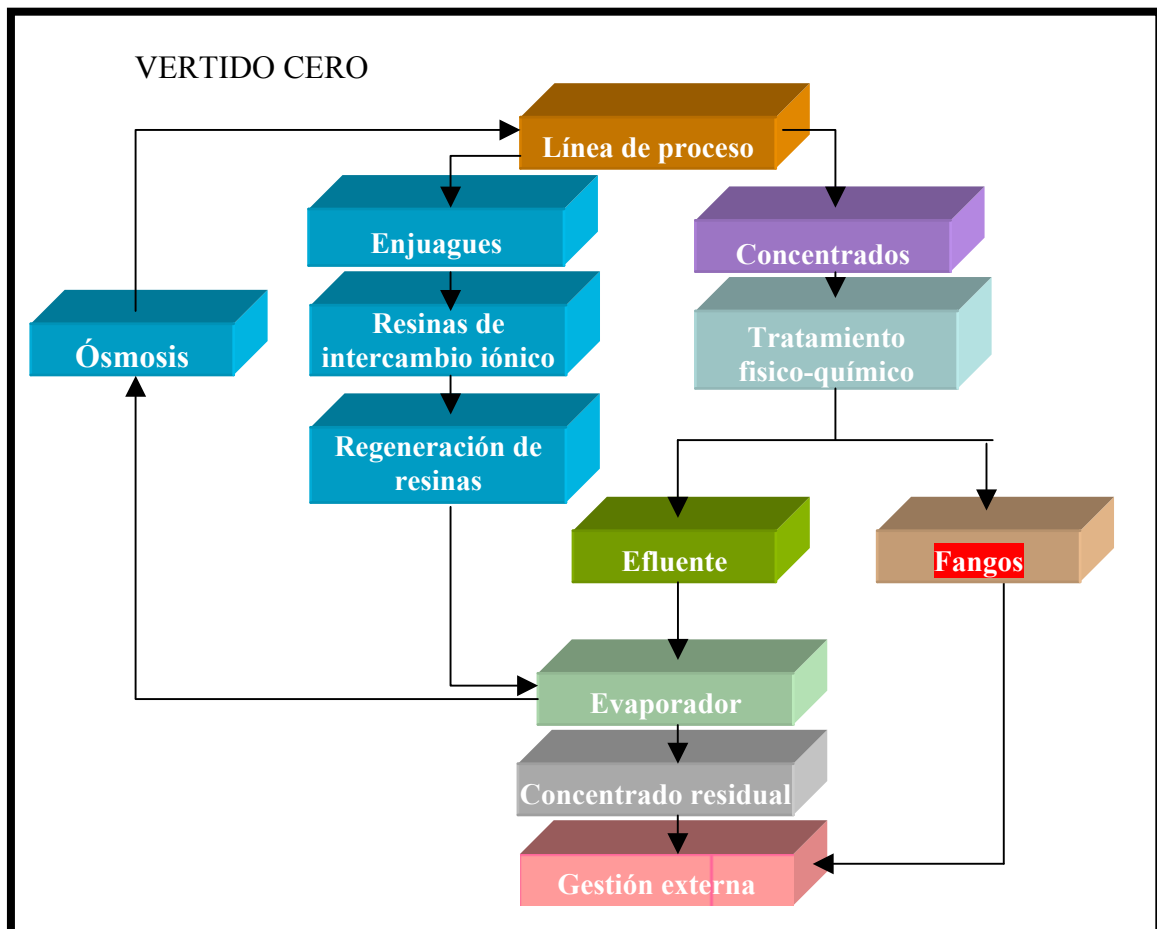 VERTIDO CERO
Línea de proceso
Enjuagues
Concentrados
Resinas de
intercambio iónico
Tratamiento
fisico-químico
Ósmosis
Regeneración de
resinas
Efluente
Fangos
Evaporador
Concentrado residual
Gestión externa